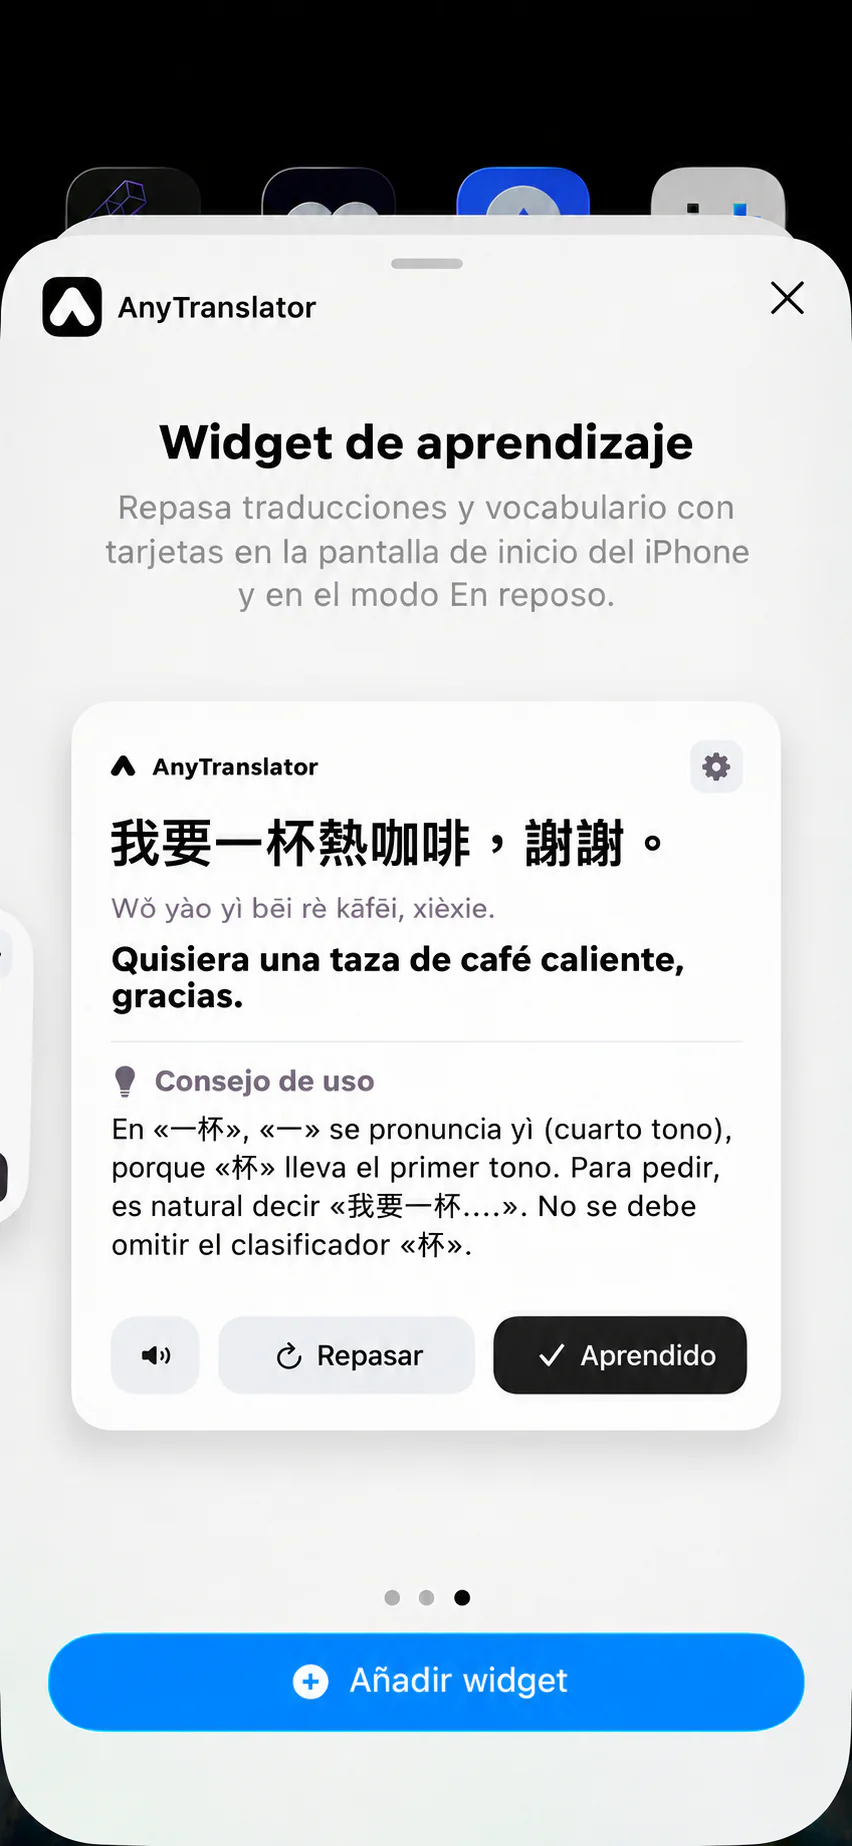 AnyTranslator
Widget de aprendizaje
Repasa traducciones y vocabulario con
tarjetas en la pantalla de inicio del iPhone
y en el modo En reposo.
AnyTranslator
我要一杯熱咖啡，謝謝。
Wǒ yào yì bēi rè kāfēi, xièxie.
Quisiera una taza de café caliente,
gracias.
Consejo de uso
En «一杯», «一» se pronuncia yì (cuarto tono),
porque «杯» lleva el primer tono. Para pedir,
es natural decir «我要一杯....». No se debe
omitir el clasificador «杯».
Repasar
Aprendido
Añadir widget